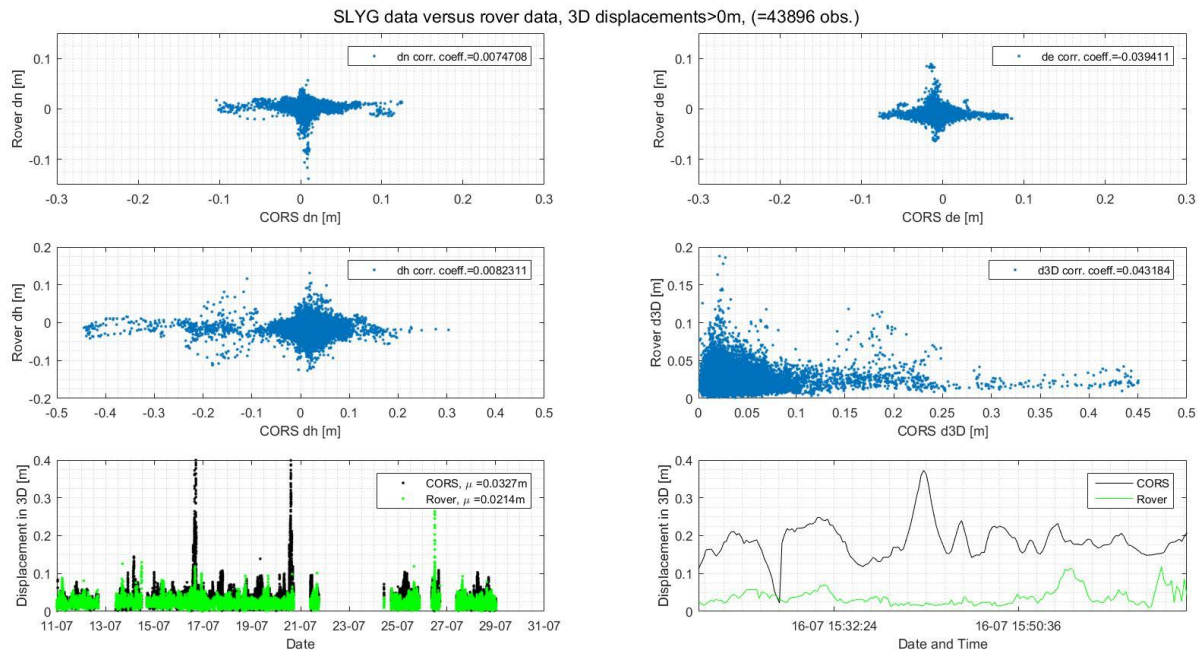 SLYG data versus rover data, 3D displacements>0m, (=43896 obs.)
dn corr. coeff.=0.0074708
0.1
0
-0.1
Rover dn [m]
-0.3 -0.2 -0.1 0 0.1 0.2 0.3
CORS dn [m]
de corr. coeff.=-0.039411
0.1
0
-0.1
Rover de [m]
-0.3 -0.2 -0.1 0 0.1 0.2 0.3
CORS de [m]
dh corr. coeff.=0.0082311
0.2
0.1
0
-0.1
-0.2
Rover dh [m]
-0.5 -0.4 -0.3 -0.2 -0.1 0 0.1 0.2 0.3 0.4 0.5
CORS dh [m]
d3D corr. coeff.=0.043184
0.2
0.15
0.1
0.05
0
Rover d3D [m]
0 0.05 0.1 0.15 0.2 0.25 0.3 0.35 0.4 0.45 0.5
CORS d3D [m]
CORS, μ =0.0327m
Rover, μ =0.0214m
0.4
0.3
0.2
0.1
0
Displacement in 3D [m]
11-07 13-07 15-07 17-07 19-07 21-07 23-07 25-07 27-07 29-07 31-07
Date
CORS
Rover
0.4
0.3
0.2
0.1
0
Displacement in 3D [m]
16-07 15:32:24 16-07 15:50:36
Date and Time